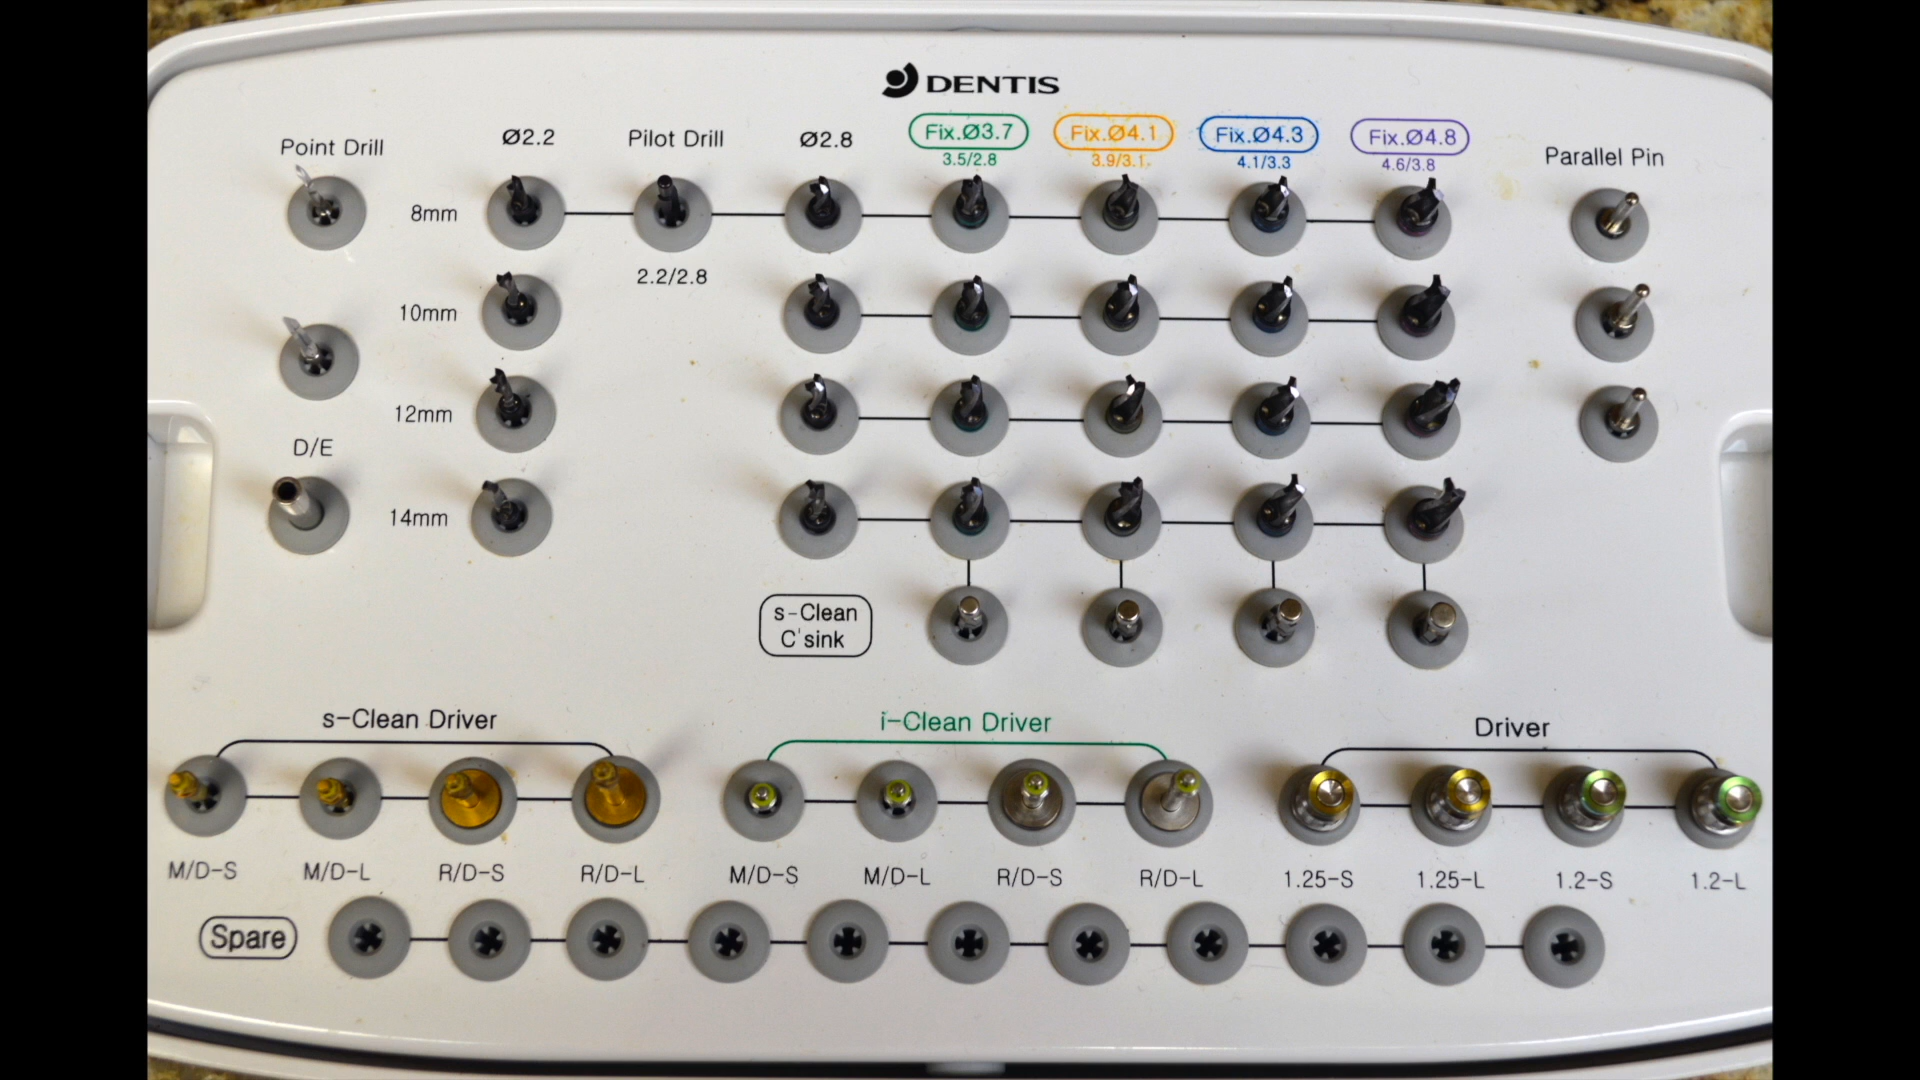 DENTIS
Point Drill
Ø2.2
Pilot Drill
Ø2.8
Fix.Ø3.7
3.5/2.8
Fix.Ø4.1
3.9/3.1
Fix.Ø4.3
4.1/3.3
Fix.Ø4.8
4.6/3.8
Parallel Pin
8mm
2.2/2.8
10mm
12mm
D/E
14mm
s-Clean
C'sink
s-Clean Driver
i-Clean Driver
Driver
M/D-S
M/D-L
R/D-S
R/D-L
M/D-S
M/D-L
R/D-S
R/D-L
1.25-S
1.25-L
1.2-S
1.2-L
Spare